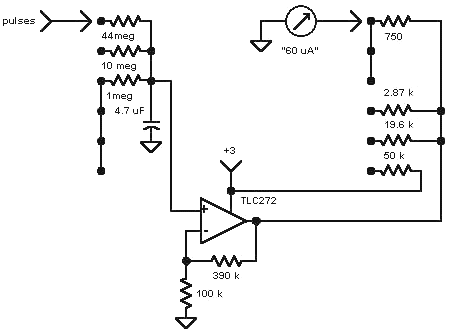 pulses
44meg
10 meg
1meg
4.7 uF
"60 uA"
750
2.87 k
19.6 k
50 k
+3
TLC272
+
-
390 k
100 k